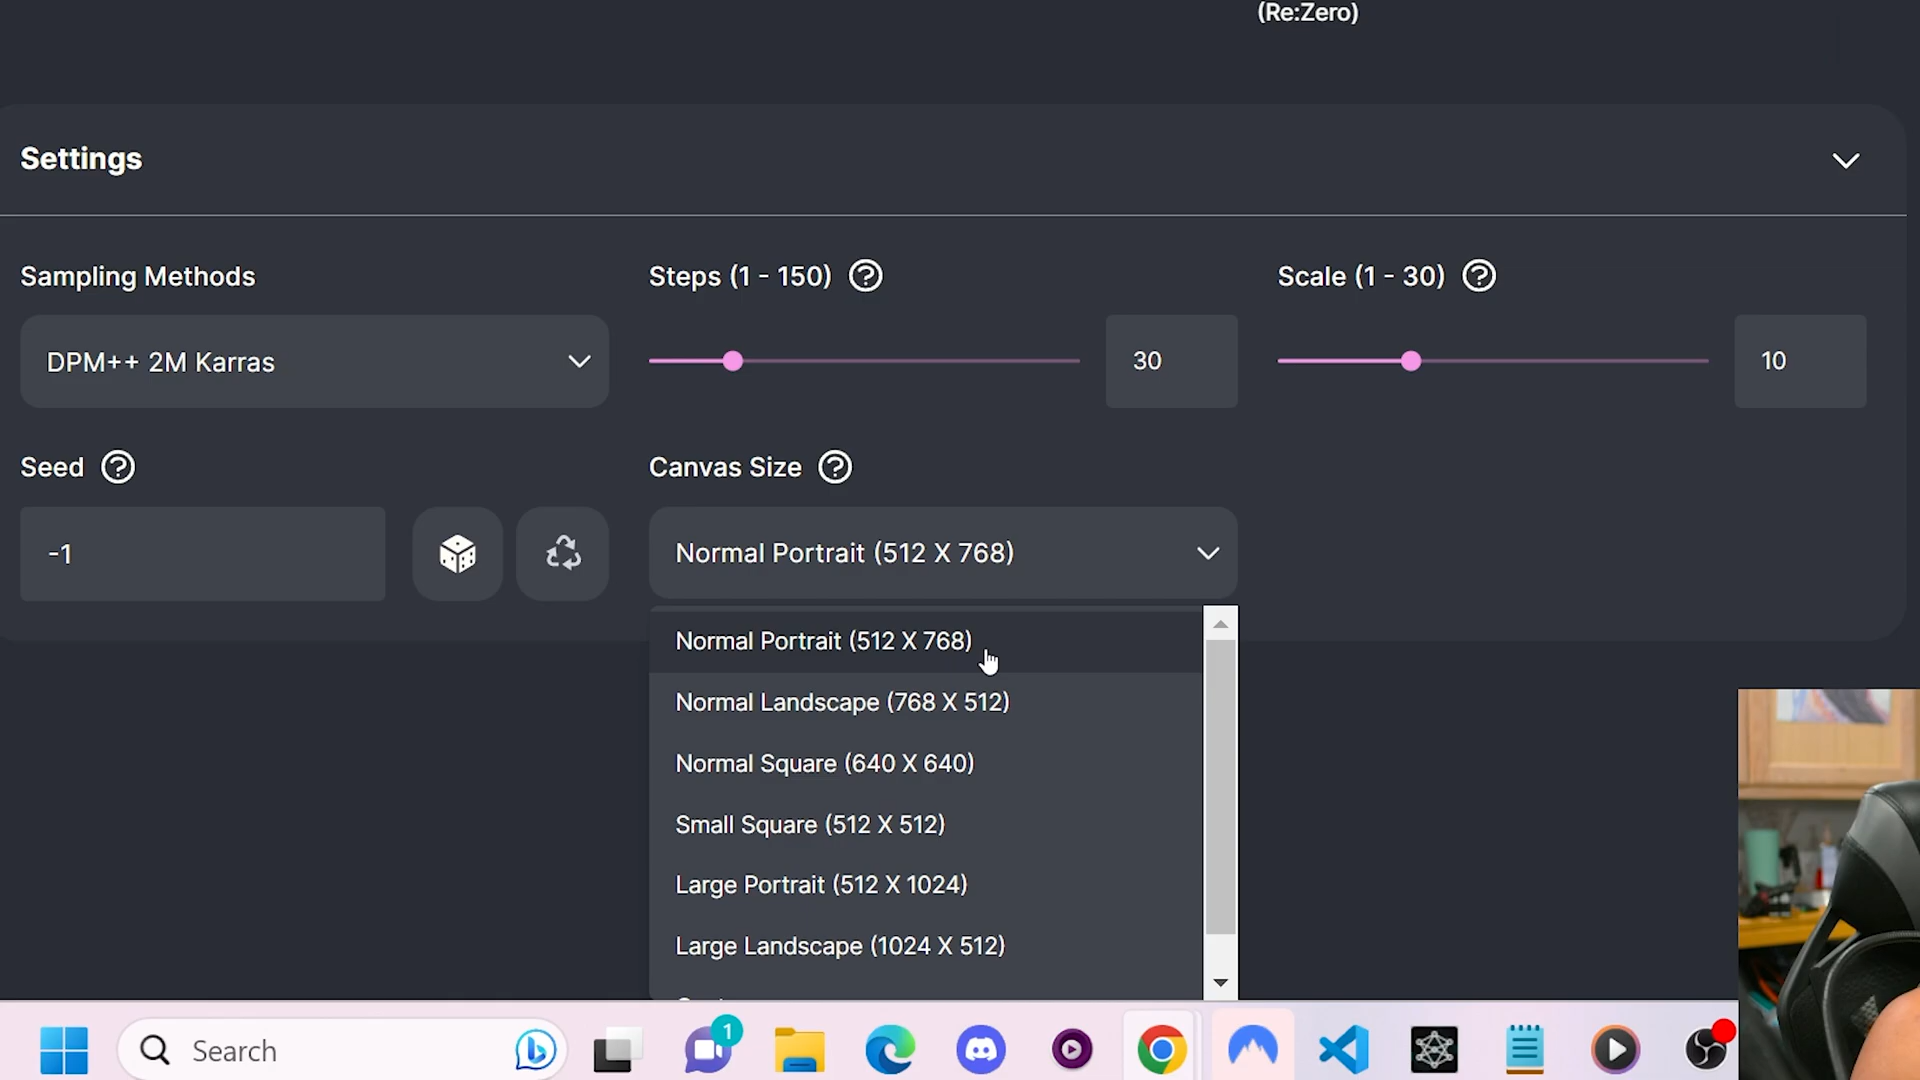 (Re:Zero)
Settings
Sampling Methods
Steps (1 - 150)
Scale (1 - 30)
DPM++ 2M Karras
30
10
Seed
Canvas Size
-1
Normal Portrait (512 X 768)
Normal Portrait (512 X 768)
Normal Landscape (768 X 512)
Normal Square (640 X 640)
Small Square (512 X 512)
Large Portrait (512 X 1024)
Large Landscape (1024 X 512)
Search
1